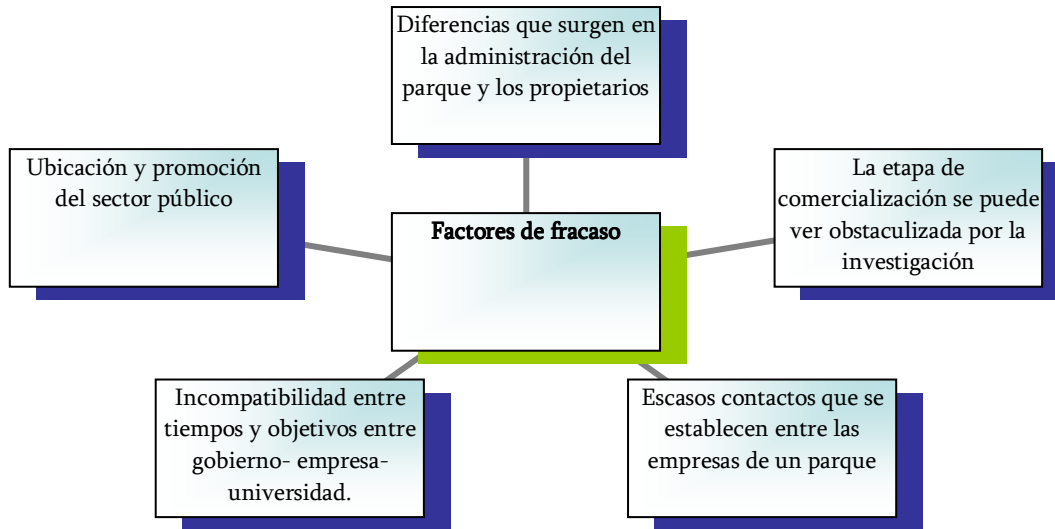 Diferencias que surgen en
la administración del
parque y los propietarios
Ubicación y promoción
del sector público
La etapa de
comercialización se puede
ver obstaculizada por la
investigación
Factores de fracaso
Incompatibilidad entre
tiempos y objetivos entre
gobierno- empresa-
universidad.
Escasos contactos que se
establecen entre las
empresas de un parque